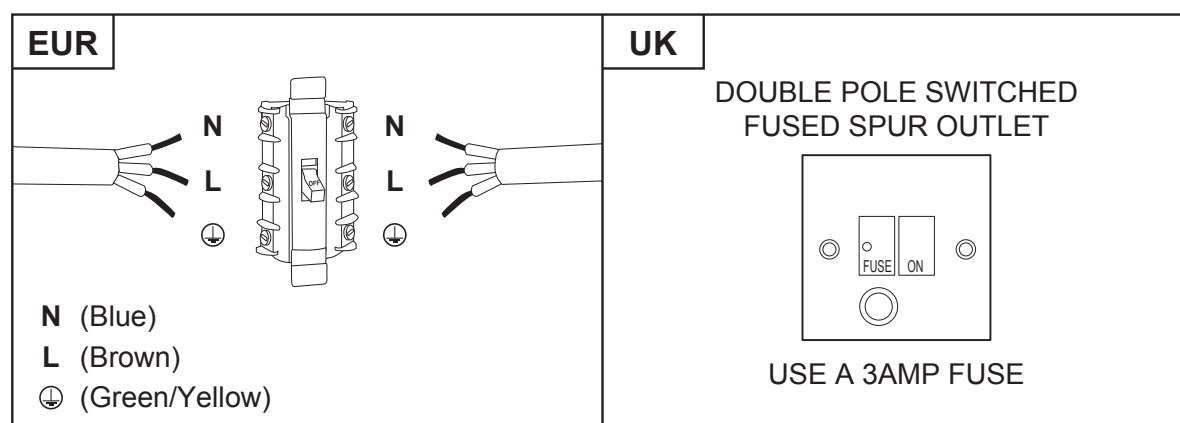 EUR
N
L
N
L
OFF
N (Blue)
L (Brown)
(Green/Yellow)
UK
DOUBLE POLE SWITCHED
FUSED SPUR OUTLET
FUSE ON
USE A 3AMP FUSE